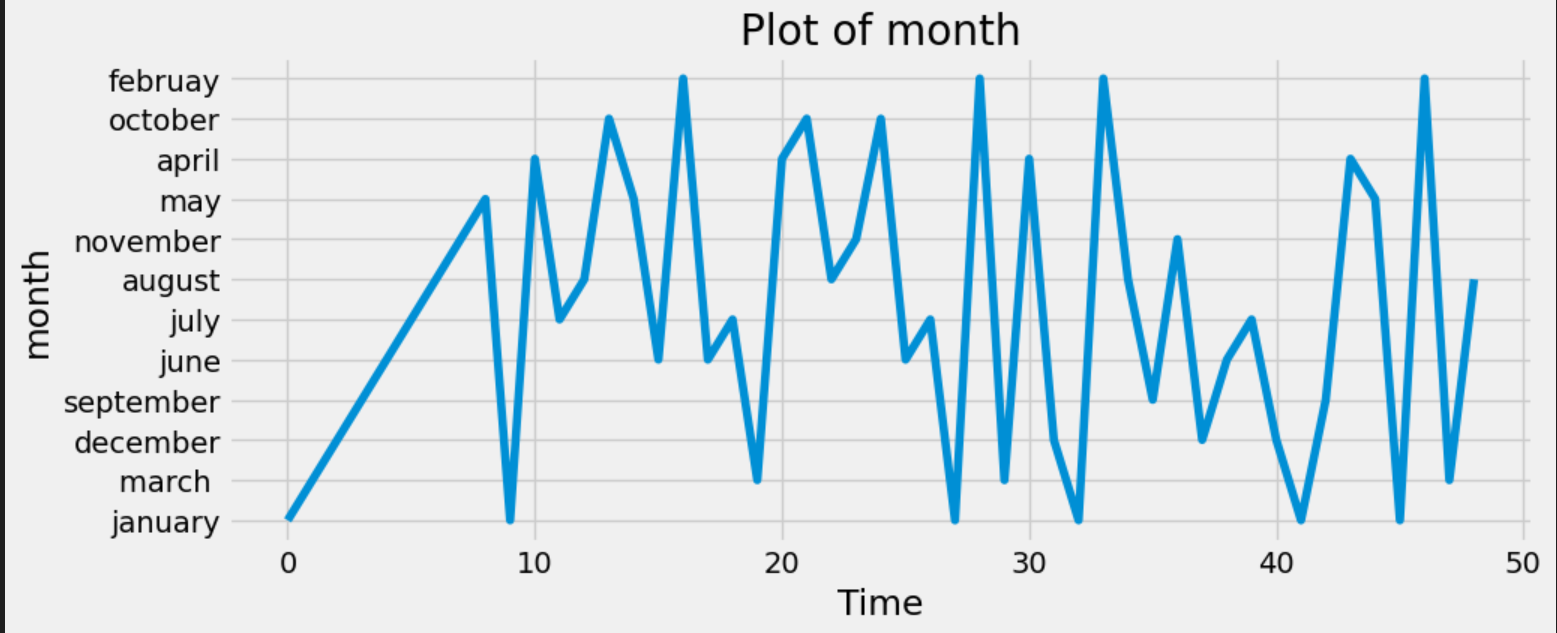 Plot of month
februay
october
april
may
november
august
july
june
september
december
march
january
month
0 10 20 30 40 50
Time